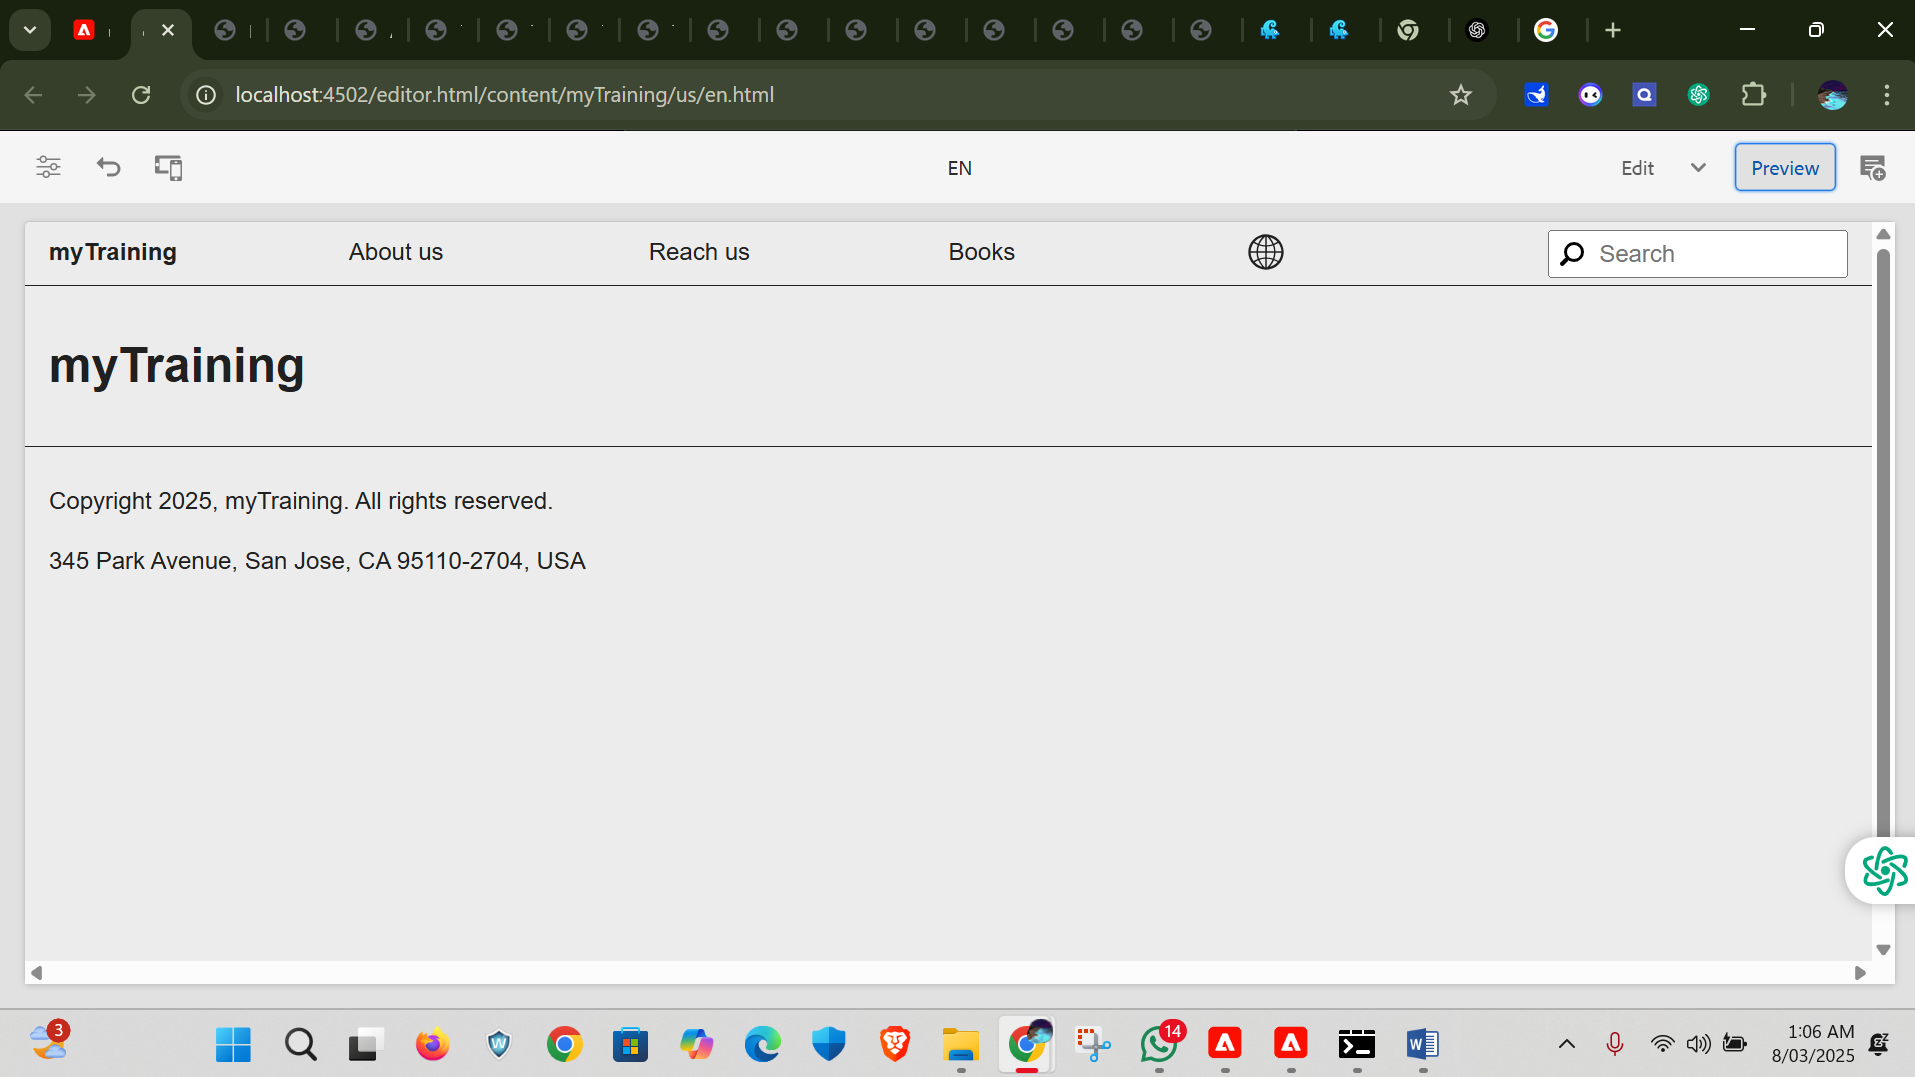 localhost:4502/editor.html/content/myTraining/us/en.html
EN
Edit
Preview
myTraining
About us
Reach us
Books
Search
myTraining
Copyright 2025, myTraining. All rights reserved.
345 Park Avenue, San Jose, CA 95110-2704, USA
3
14
1:06 AM
8/03/2025